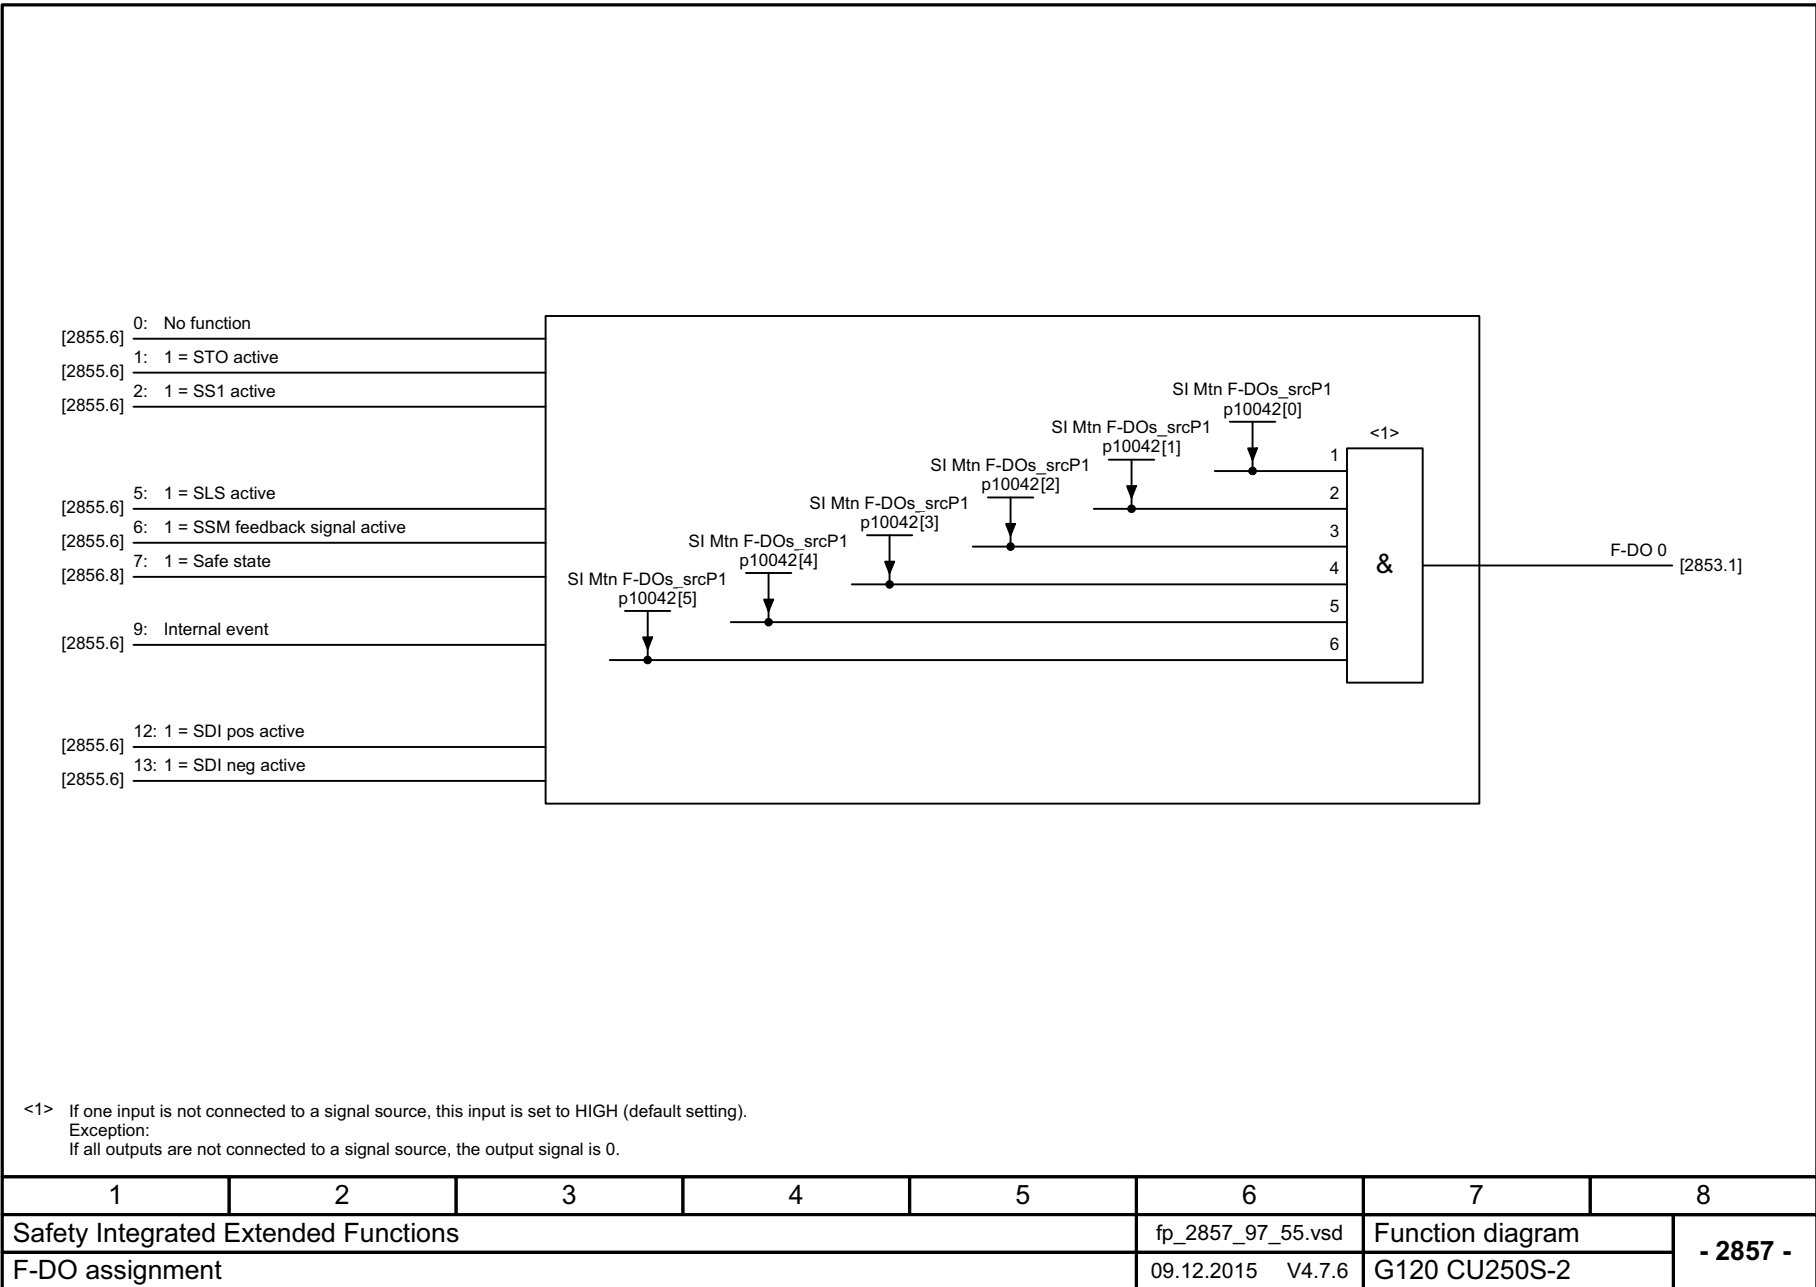 0: No function
[2855.6]
1: 1 = STO active
[2855.6]
2: 1 = SS1 active
[2855.6]
5: 1 = SLS active
[2855.6]
6: 1 = SSM feedback signal active
[2855.6]
7: 1 = Safe state
[2856.8]
9: Internal event
[2855.6]
12: 1 = SDI pos active
[2855.6]
13: 1 = SDI neg active
[2855.6]
SI Mtn F-DOs_srcP1
p10042[0]
SI Mtn F-DOs_srcP1
p10042[1]
SI Mtn F-DOs_srcP1
p10042[2]
SI Mtn F-DOs_srcP1
p10042[3]
SI Mtn F-DOs_srcP1
p10042[4]
SI Mtn F-DOs_srcP1
p10042[5]
<1>
1
2
3
4
5
6
&
F-DO 0
[2853.1]
<1> If one input is not connected to a signal source, this input is set to HIGH (default setting).
Exception:
If all outputs are not connected to a signal source, the output signal is 0.
1 2 3 4 5 6 7 8
Safety Integrated Extended Functions fp_2857_97_55.vsd Function diagram
- 2857 -
F-DO assignment 09.12.2015 V4.7.6 G120 CU250S-2